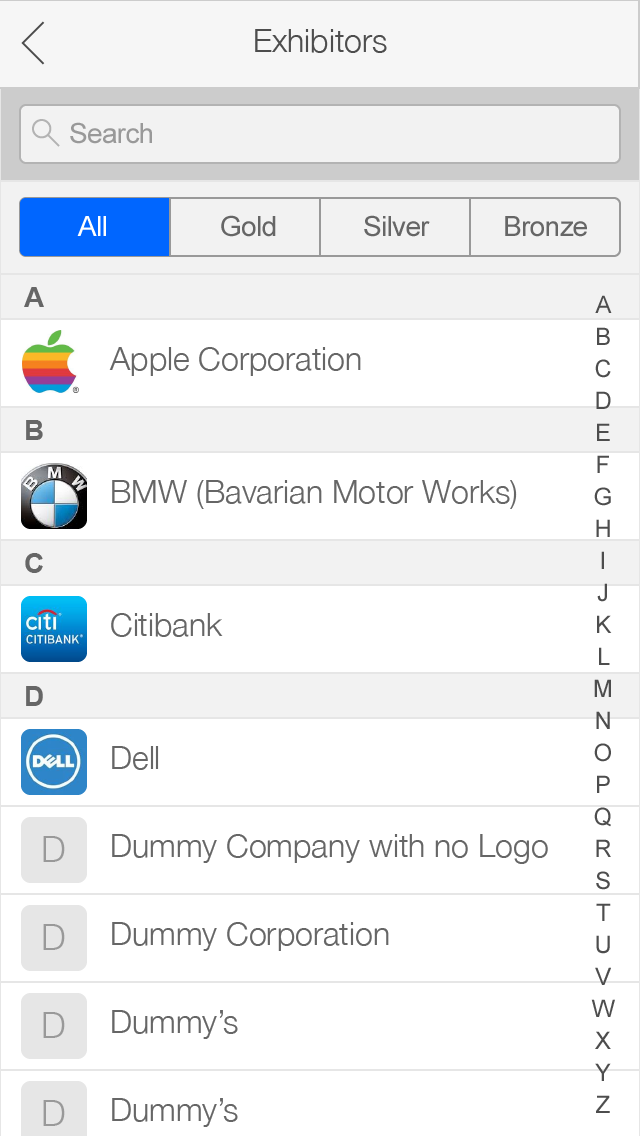 Exhibitors
Search
All Gold Silver Bronze
A
Apple Corporation
®
B
BMW
BMW (Bavarian Motor Works)
C
citi
CITIBANK®
Citibank
D
DELL
Dell
D
Dummy Company with no Logo
D
Dummy Corporation
D
Dummy’s
D
Dummy’s
A
B
C
D
E
F
G
H
I
J
K
L
M
N
O
P
Q
R
S
T
U
V
W
X
Y
Z